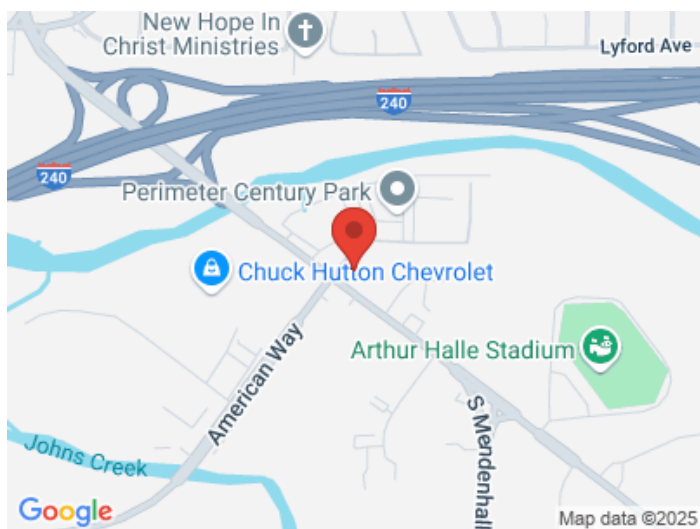 New Hope In
Christ Ministries
Lyford Ave
240
240
Perimeter Century Park
Chuck Hutton Chevrolet
Arthur Halle Stadium
American Way
S Mendenhall
Johns Creek
Google
Map data ©2025